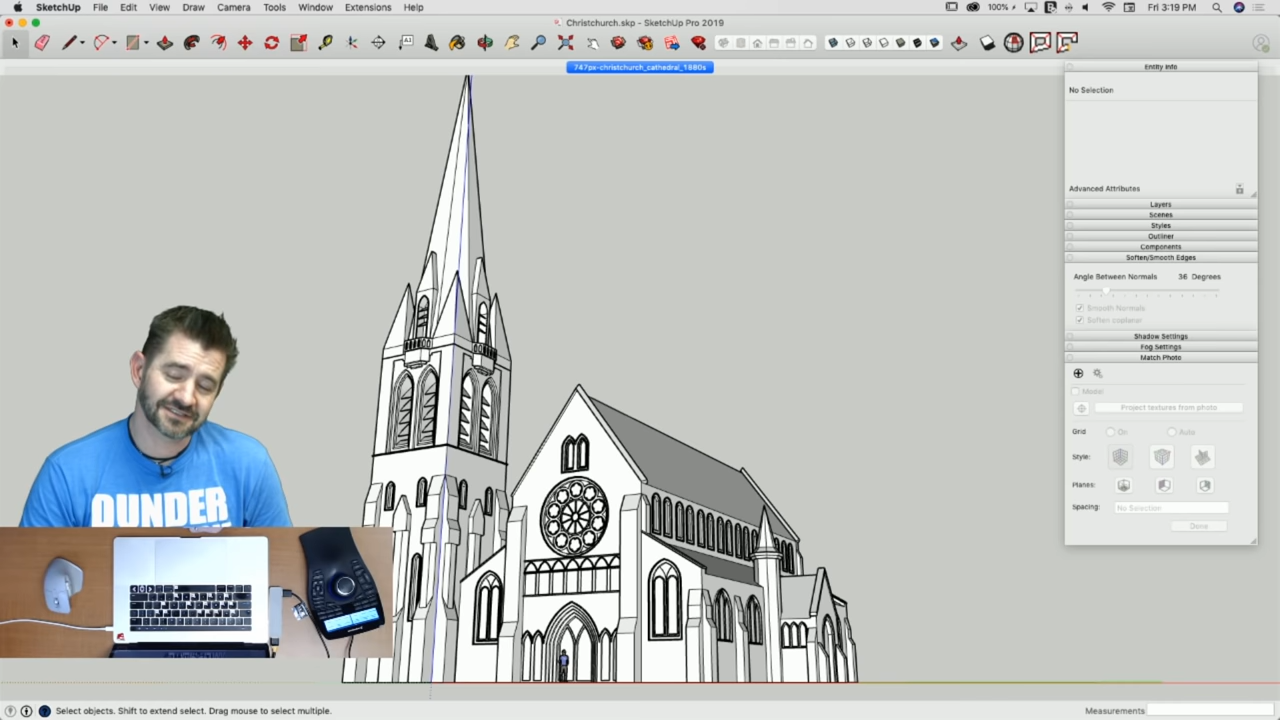 SketchUp File Edit View Draw Camera Tools Window Extensions Help 100% Fri 3:19 PM
Christchurch.skp - SketchUp Pro 2019
747px-christchurch_cathedral_1880s
Entity Info
No Selection
Advanced Attributes
Layers
Scenes
Styles
Outliner
Components
Soften/Smooth Edges
Angle Between Normals 36 Degrees
Smooth Normals
Soften coplanar
Shadow Settings
Fog Settings
Match Photo
Model
Project textures from photo
Grid On Auto
Style:
Planes:
Spacing: No Selection
Done
DUNDER
Select objects. Shift to extend select. Drag mouse to select multiple.
Measurements